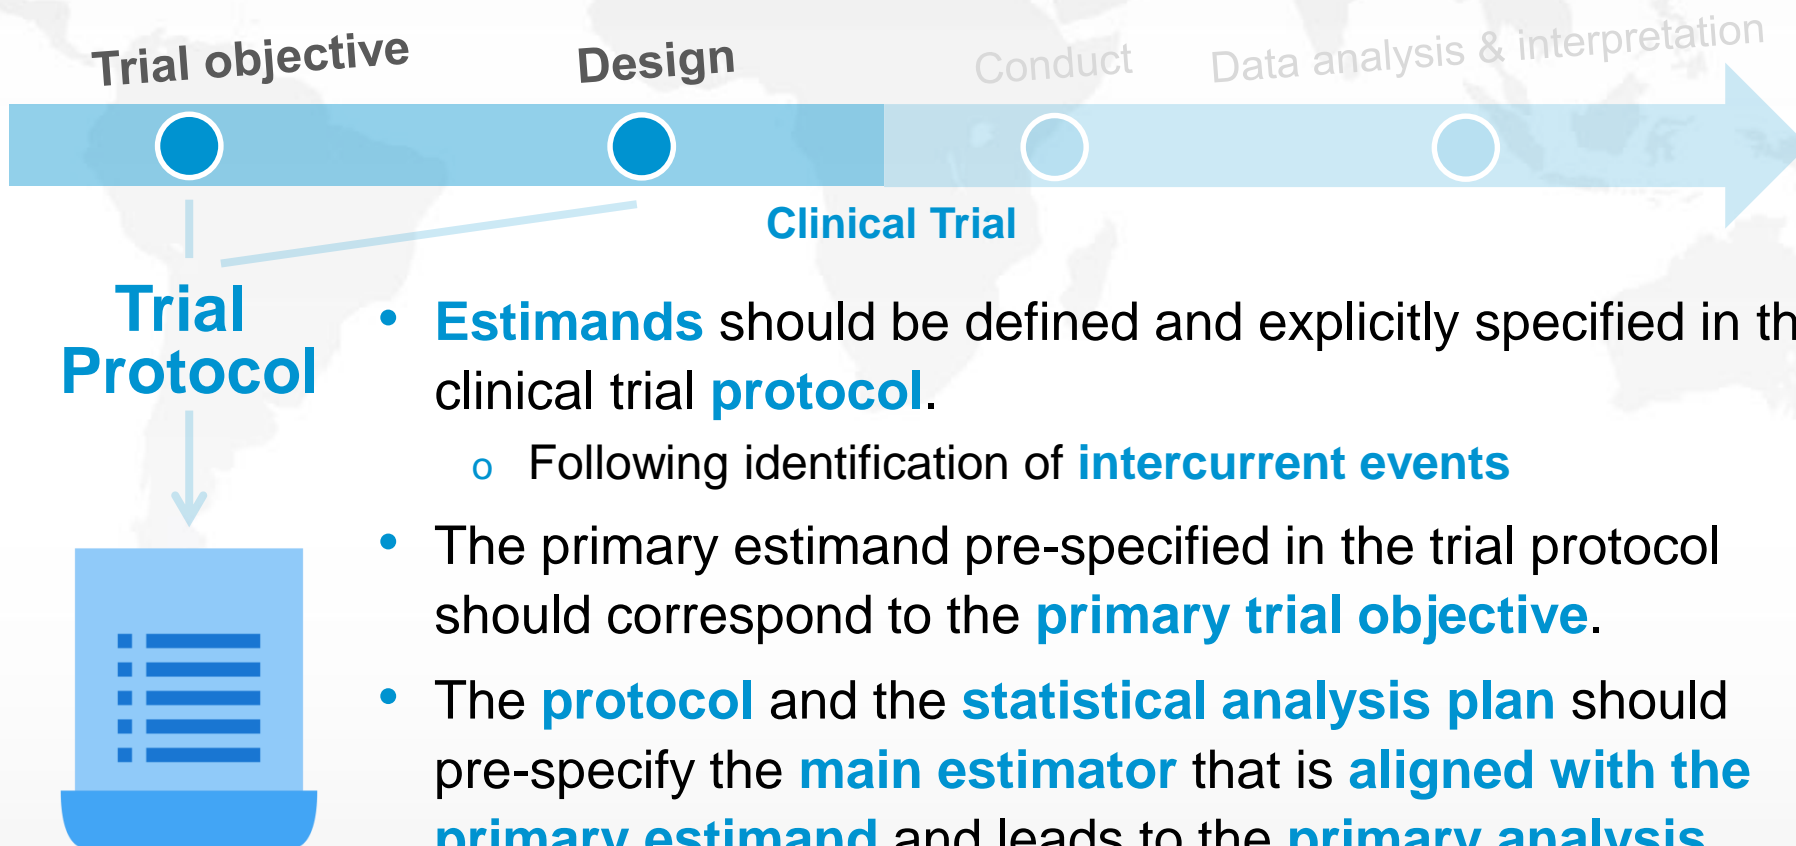 Trial objective
Design
Conduct
Data analysis & interpretation
Clinical Trial
Trial
Protocol
• Estimands should be defined and explicitly specified in th
clinical trial protocol.
o Following identification of intercurrent events
• The primary estimand pre-specified in the trial protocol
should correspond to the primary trial objective.
• The protocol and the statistical analysis plan should
pre-specify the main estimator that is aligned with the
primary estimand and leads to the primary analysis